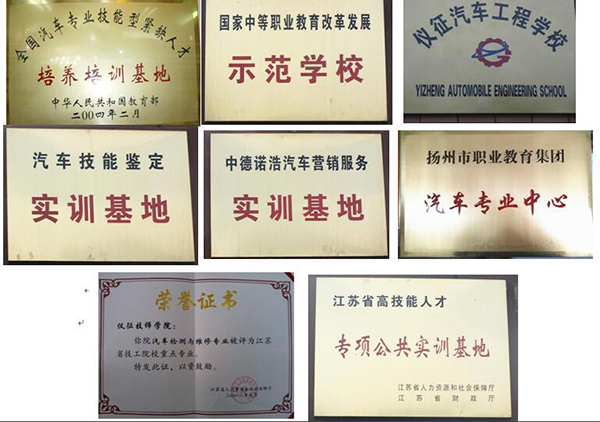 全国汽车专业技能型紧缺人才
培养培训基地
中华人民共和国教育部
二00四年二月
国家中等职业教育改革发展
示范学校
仪征汽车工程学校
YIZHENG AUTOMOBILE ENGINEERING SCHOOL
汽车技能鉴定
实训基地
中德诺浩汽车营销服务
实训基地
扬州市职业教育集团
汽车专业中心
荣誉证书
仪征技师学院：
你院汽车检测与维修专业被评为江苏
省技工院校重点专业。
特发此证，以资鼓励。
江苏省高技能人才
专项公共实训基地
江苏省人力资源和社会保障厅
江苏省财政厅